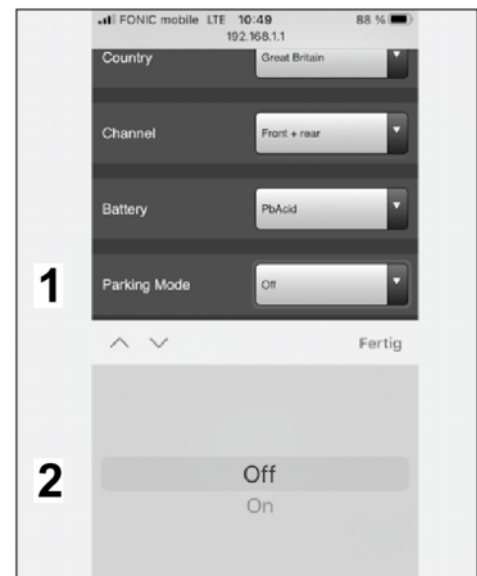 FONIC mobile LTE 10:49 88 %
192.168.1.1
Country Great Britain
Channel Front + rear
Battery PbAcid
1 Parking Mode Off
Fertig
2 Off
On